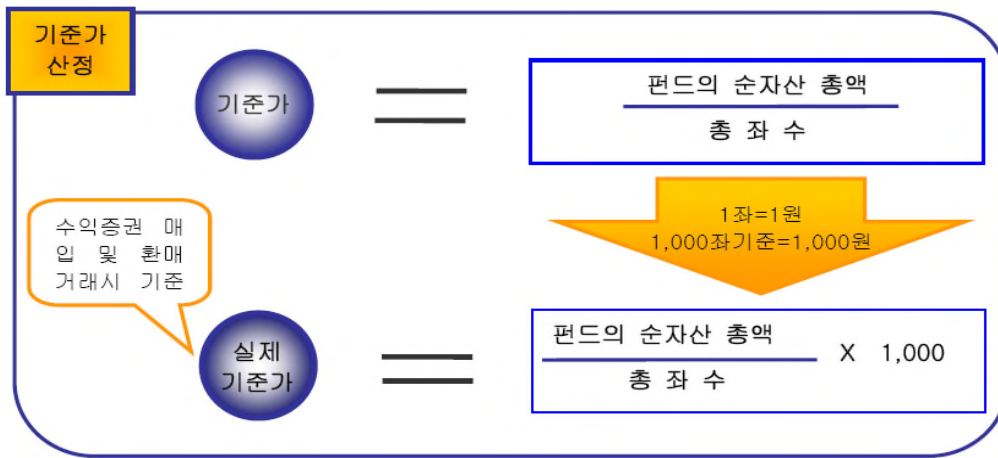 기준가
산정
기준가
펀드의 순자산 총액
총 좌 수
1좌=1원
1,000좌기준=1,000원
수익증권 매
입 및 환매
거래시 기준
실제
기준가
펀드의 순자산 총액
총 좌 수
X 1,000